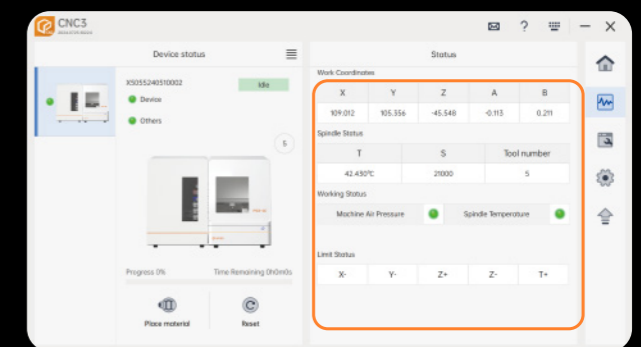 CNC3
Device status
X5055240510002
Idle
Device
Others
5
Progress 0%
Time Remaining 0h0m0s
Place material
Reset
Status
Work Coordinates
X Y Z A B
109.012 105.356 -45.548 -0.113 0.211
Spindle Status
T S Tool number
42.430℃ 21000 5
Working Status
Machine Air Pressure Spindle Temperature
Limit Status
X- Y- Z+ Z- T+